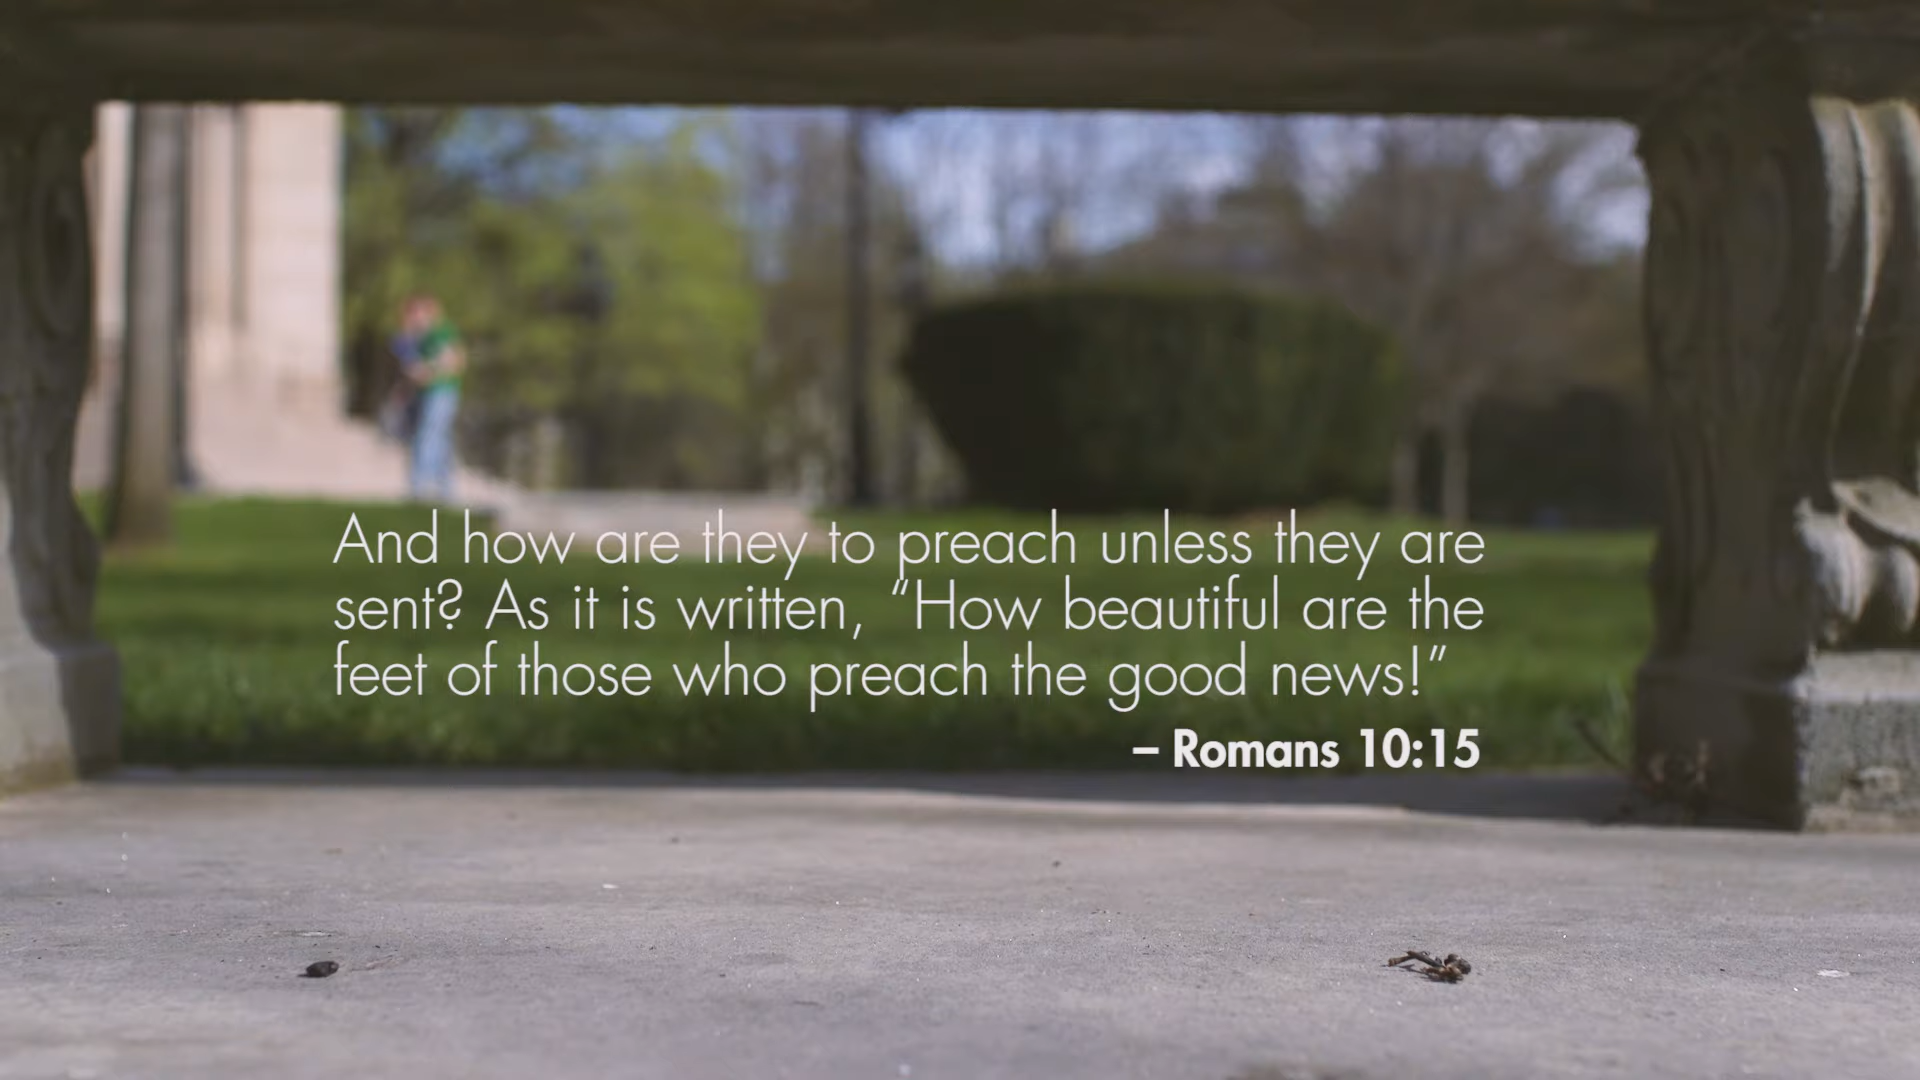 And how are they to preach unless they are
sent? As it is written, “How beautiful are the
feet of those who preach the good news!”
– Romans 10:15